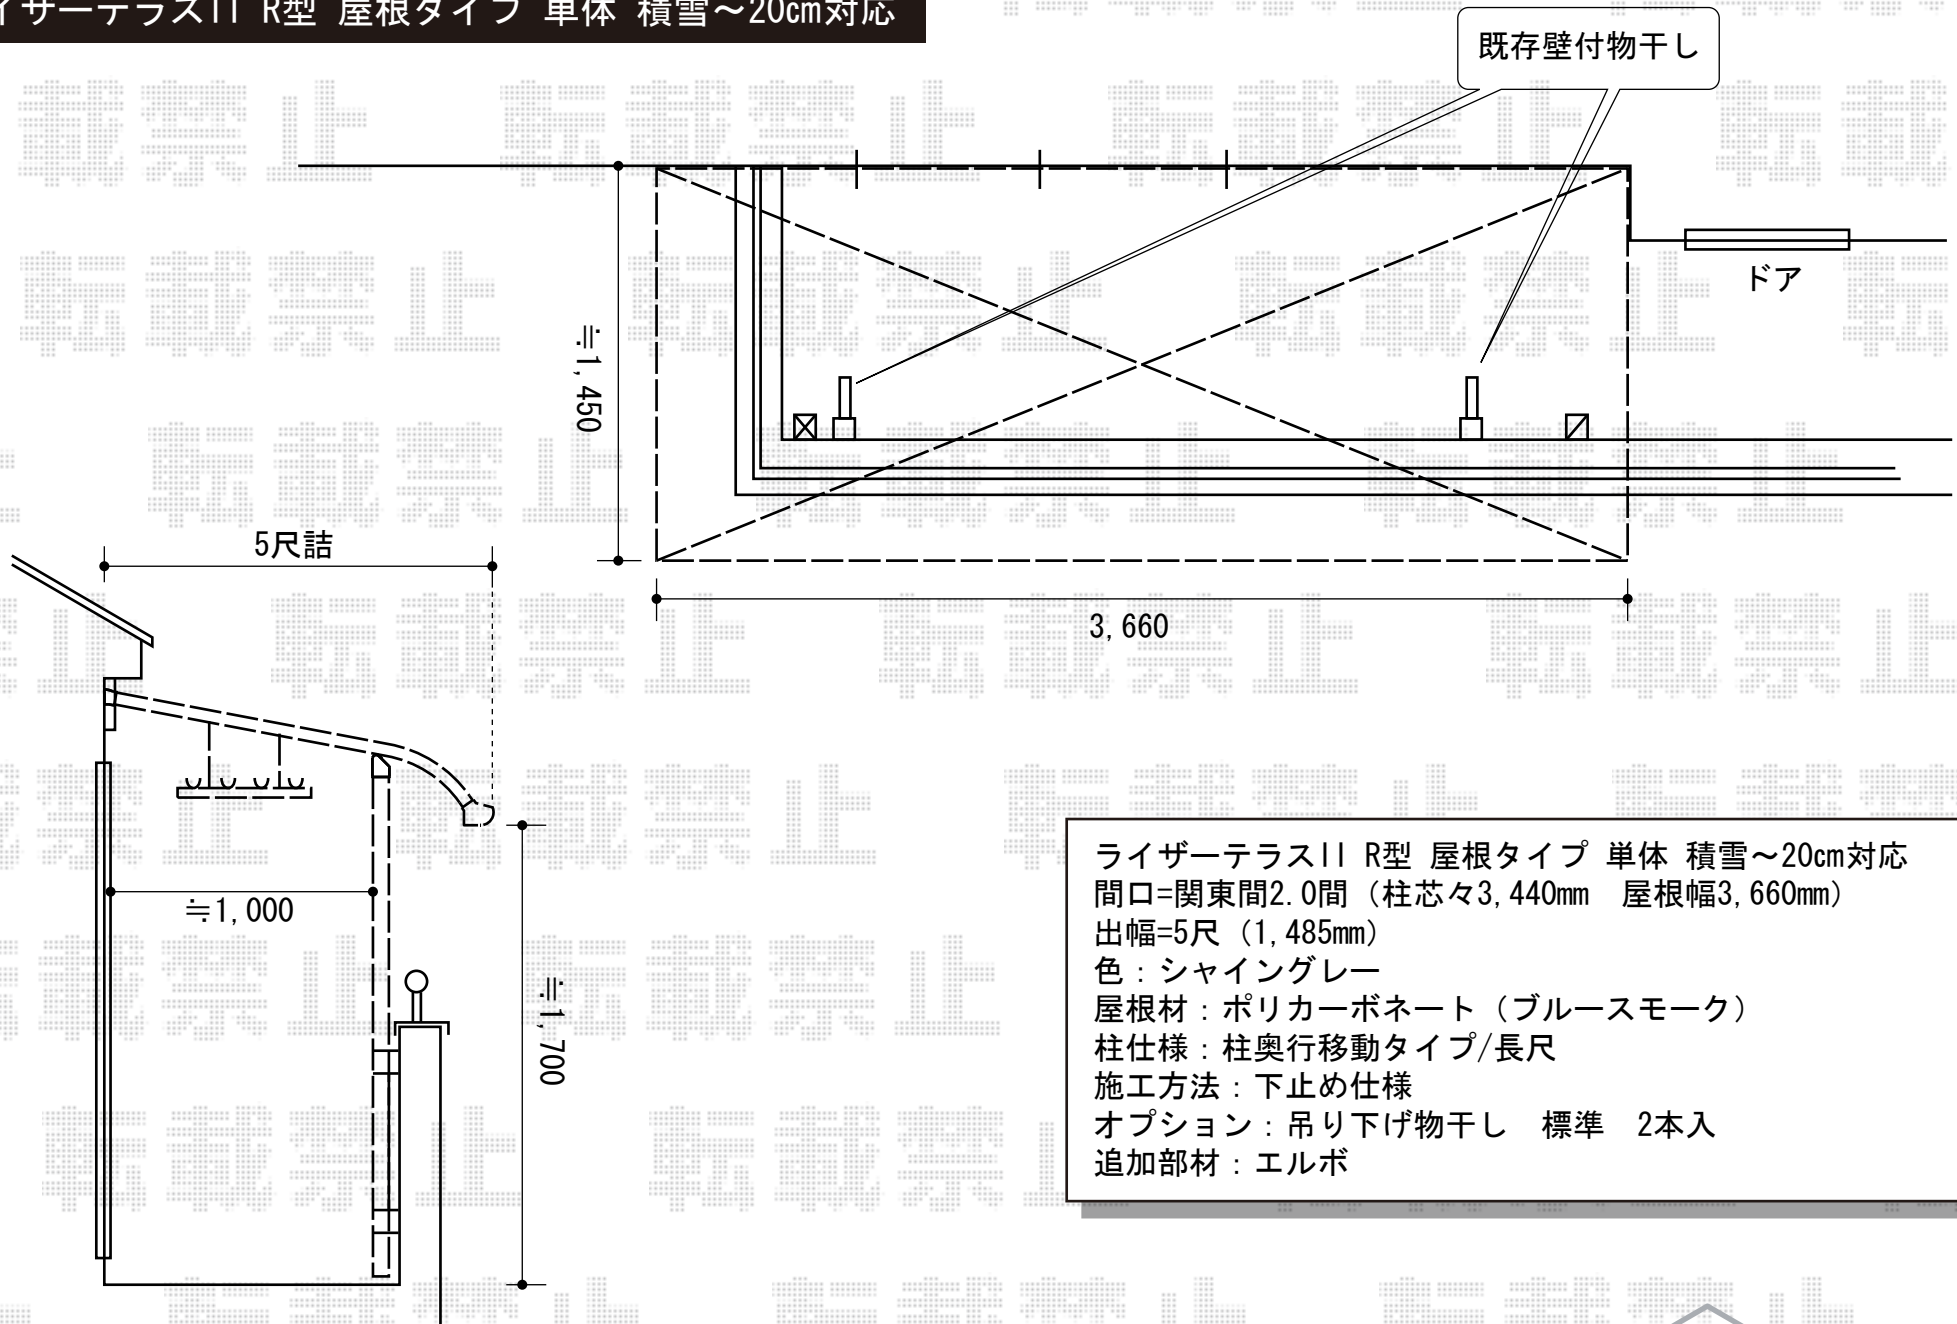 イザーテラスII R型 屋根タイプ 単体 積雪～20cm対応
既存壁付物干し
ドア
≒1,450
3,660
5尺詰
≒1,000
≒1,700
ライザーテラスII R型 屋根タイプ 単体 積雪～20cm対応
間口=関東間2.0間（柱芯々3,440mm　屋根幅3,660mm）
出幅=5尺（1,485mm）
色：シャイングレー
屋根材：ポリカーボネート（ブルースモーク）
柱仕様：柱奥行移動タイプ/長尺
施工方法：下止め仕様
オプション：吊り下げ物干し　標準　2本入
追加部材：エルボ
転載禁止